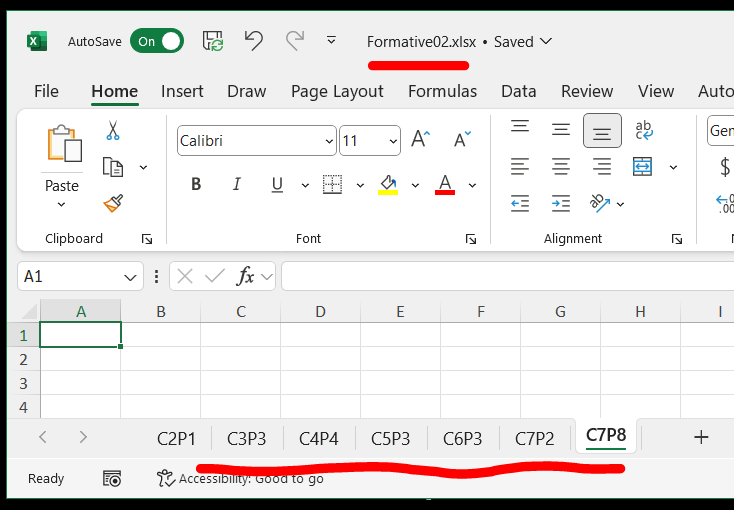 AutoSave On Formative02.xlsx • Saved
File Home Insert Draw Page Layout Formulas Data Review View Auto
Calibri 11 A A ab Gen
Paste B I U A c $
.00
Clipboard Font Alignment
A1 fx
A B C D E F G H I
1
2
3
4
C2P1 C3P3 C4P4 C5P3 C6P3 C7P2 C7P8 +
Ready Accessibility: Good to go